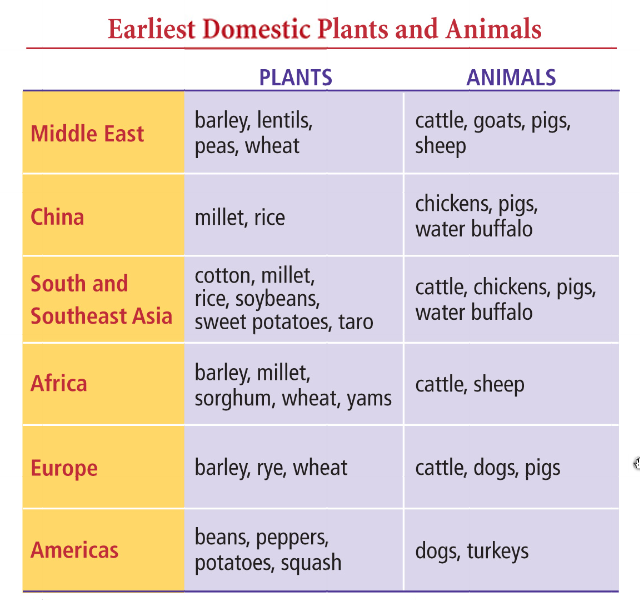 Earliest Domestic Plants and Animals
PLANTS ANIMALS
Middle East
barley, lentils,
peas, wheat
cattle, goats, pigs,
sheep
China
millet, rice
chickens, pigs,
water buffalo
South and
Southeast Asia
cotton, millet,
rice, soybeans,
sweet potatoes, taro
cattle, chickens, pigs,
water buffalo
Africa
barley, millet,
sorghum, wheat, yams
cattle, sheep
Europe
barley, rye, wheat
cattle, dogs, pigs
Americas
beans, peppers,
potatoes, squash
dogs, turkeys